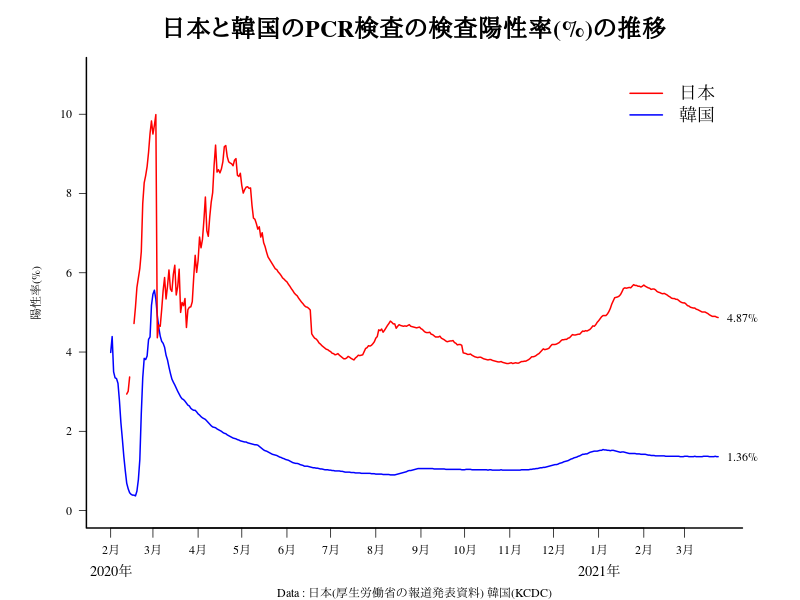 日本と韓国のPCR検査の検査陽性率(%)の推移
日本
韓国
陽性率(%)
10
8
6
4
2
0
4.87%
1.36%
2月 3月 4月 5月 6月 7月 8月 9月 10月 11月 12月 1月 2月 3月
2020年 2021年
Data : 日本(厚生労働省の報道発表資料) 韓国(KCDC)